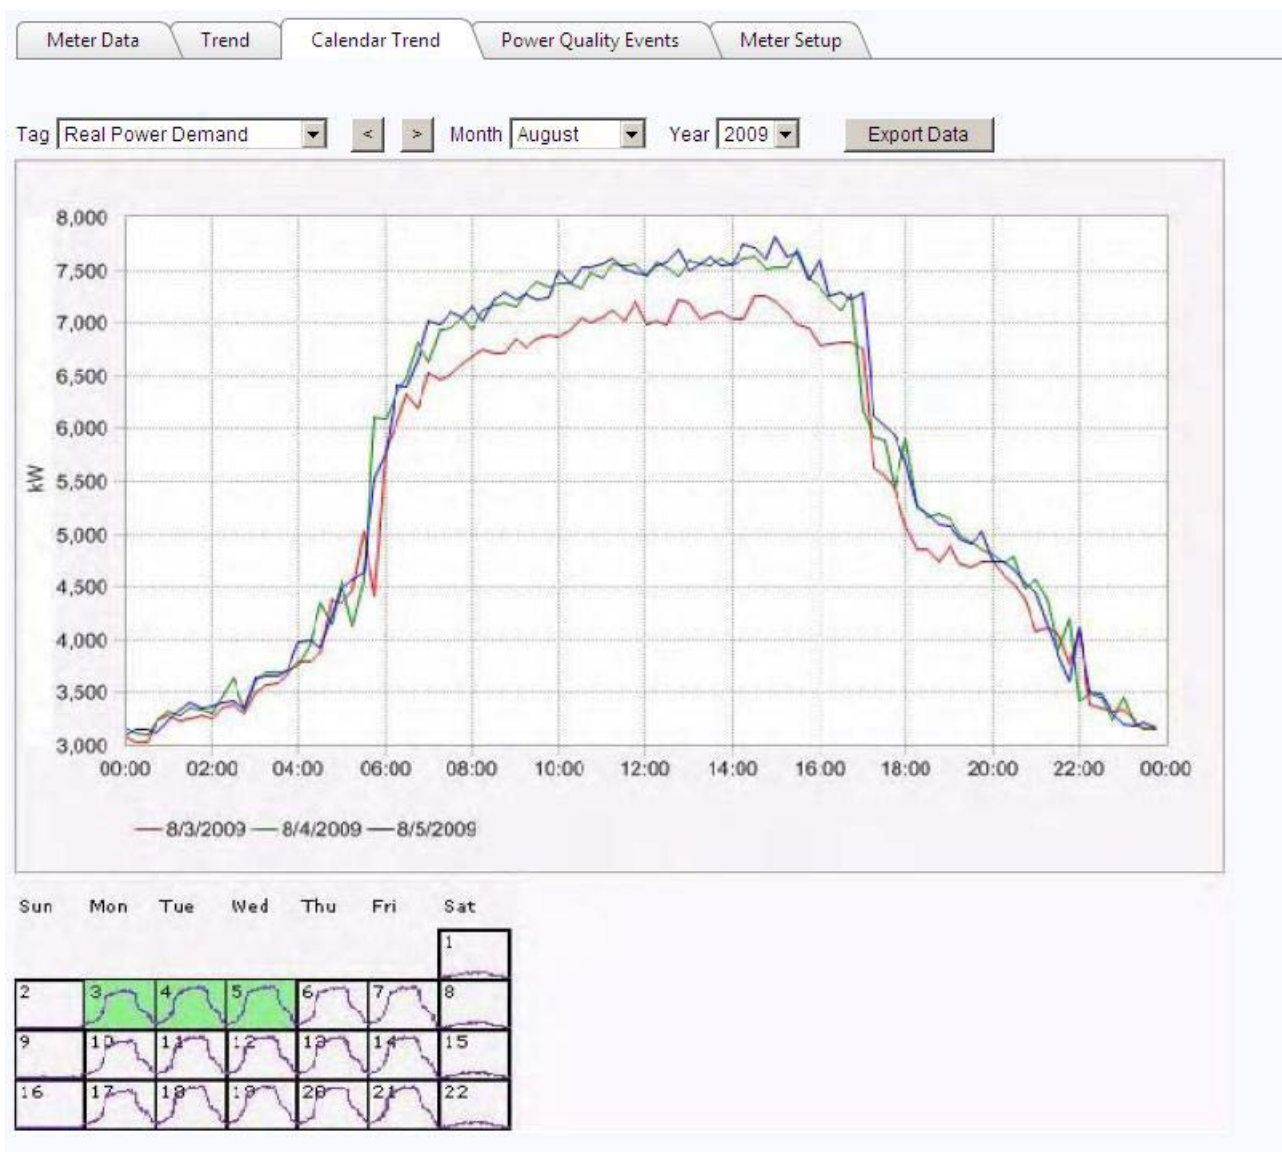 Meter Data Trend Calendar Trend Power Quality Events Meter Setup
Tag Real Power Demand < > Month August Year 2009 Export Data
8,000
7,500
7,000
6,500
6,000
kW
5,500
5,000
4,500
4,000
3,500
3,000
00:00 02:00 04:00 06:00 08:00 10:00 12:00 14:00 16:00 18:00 20:00 22:00 00:00
8/3/2009 8/4/2009 8/5/2009
Sun Mon Tue Wed Thu Fri Sat
1
2 3 4 5 6 7 8
9 10 11 12 13 14 15
16 17 18 19 20 21 22